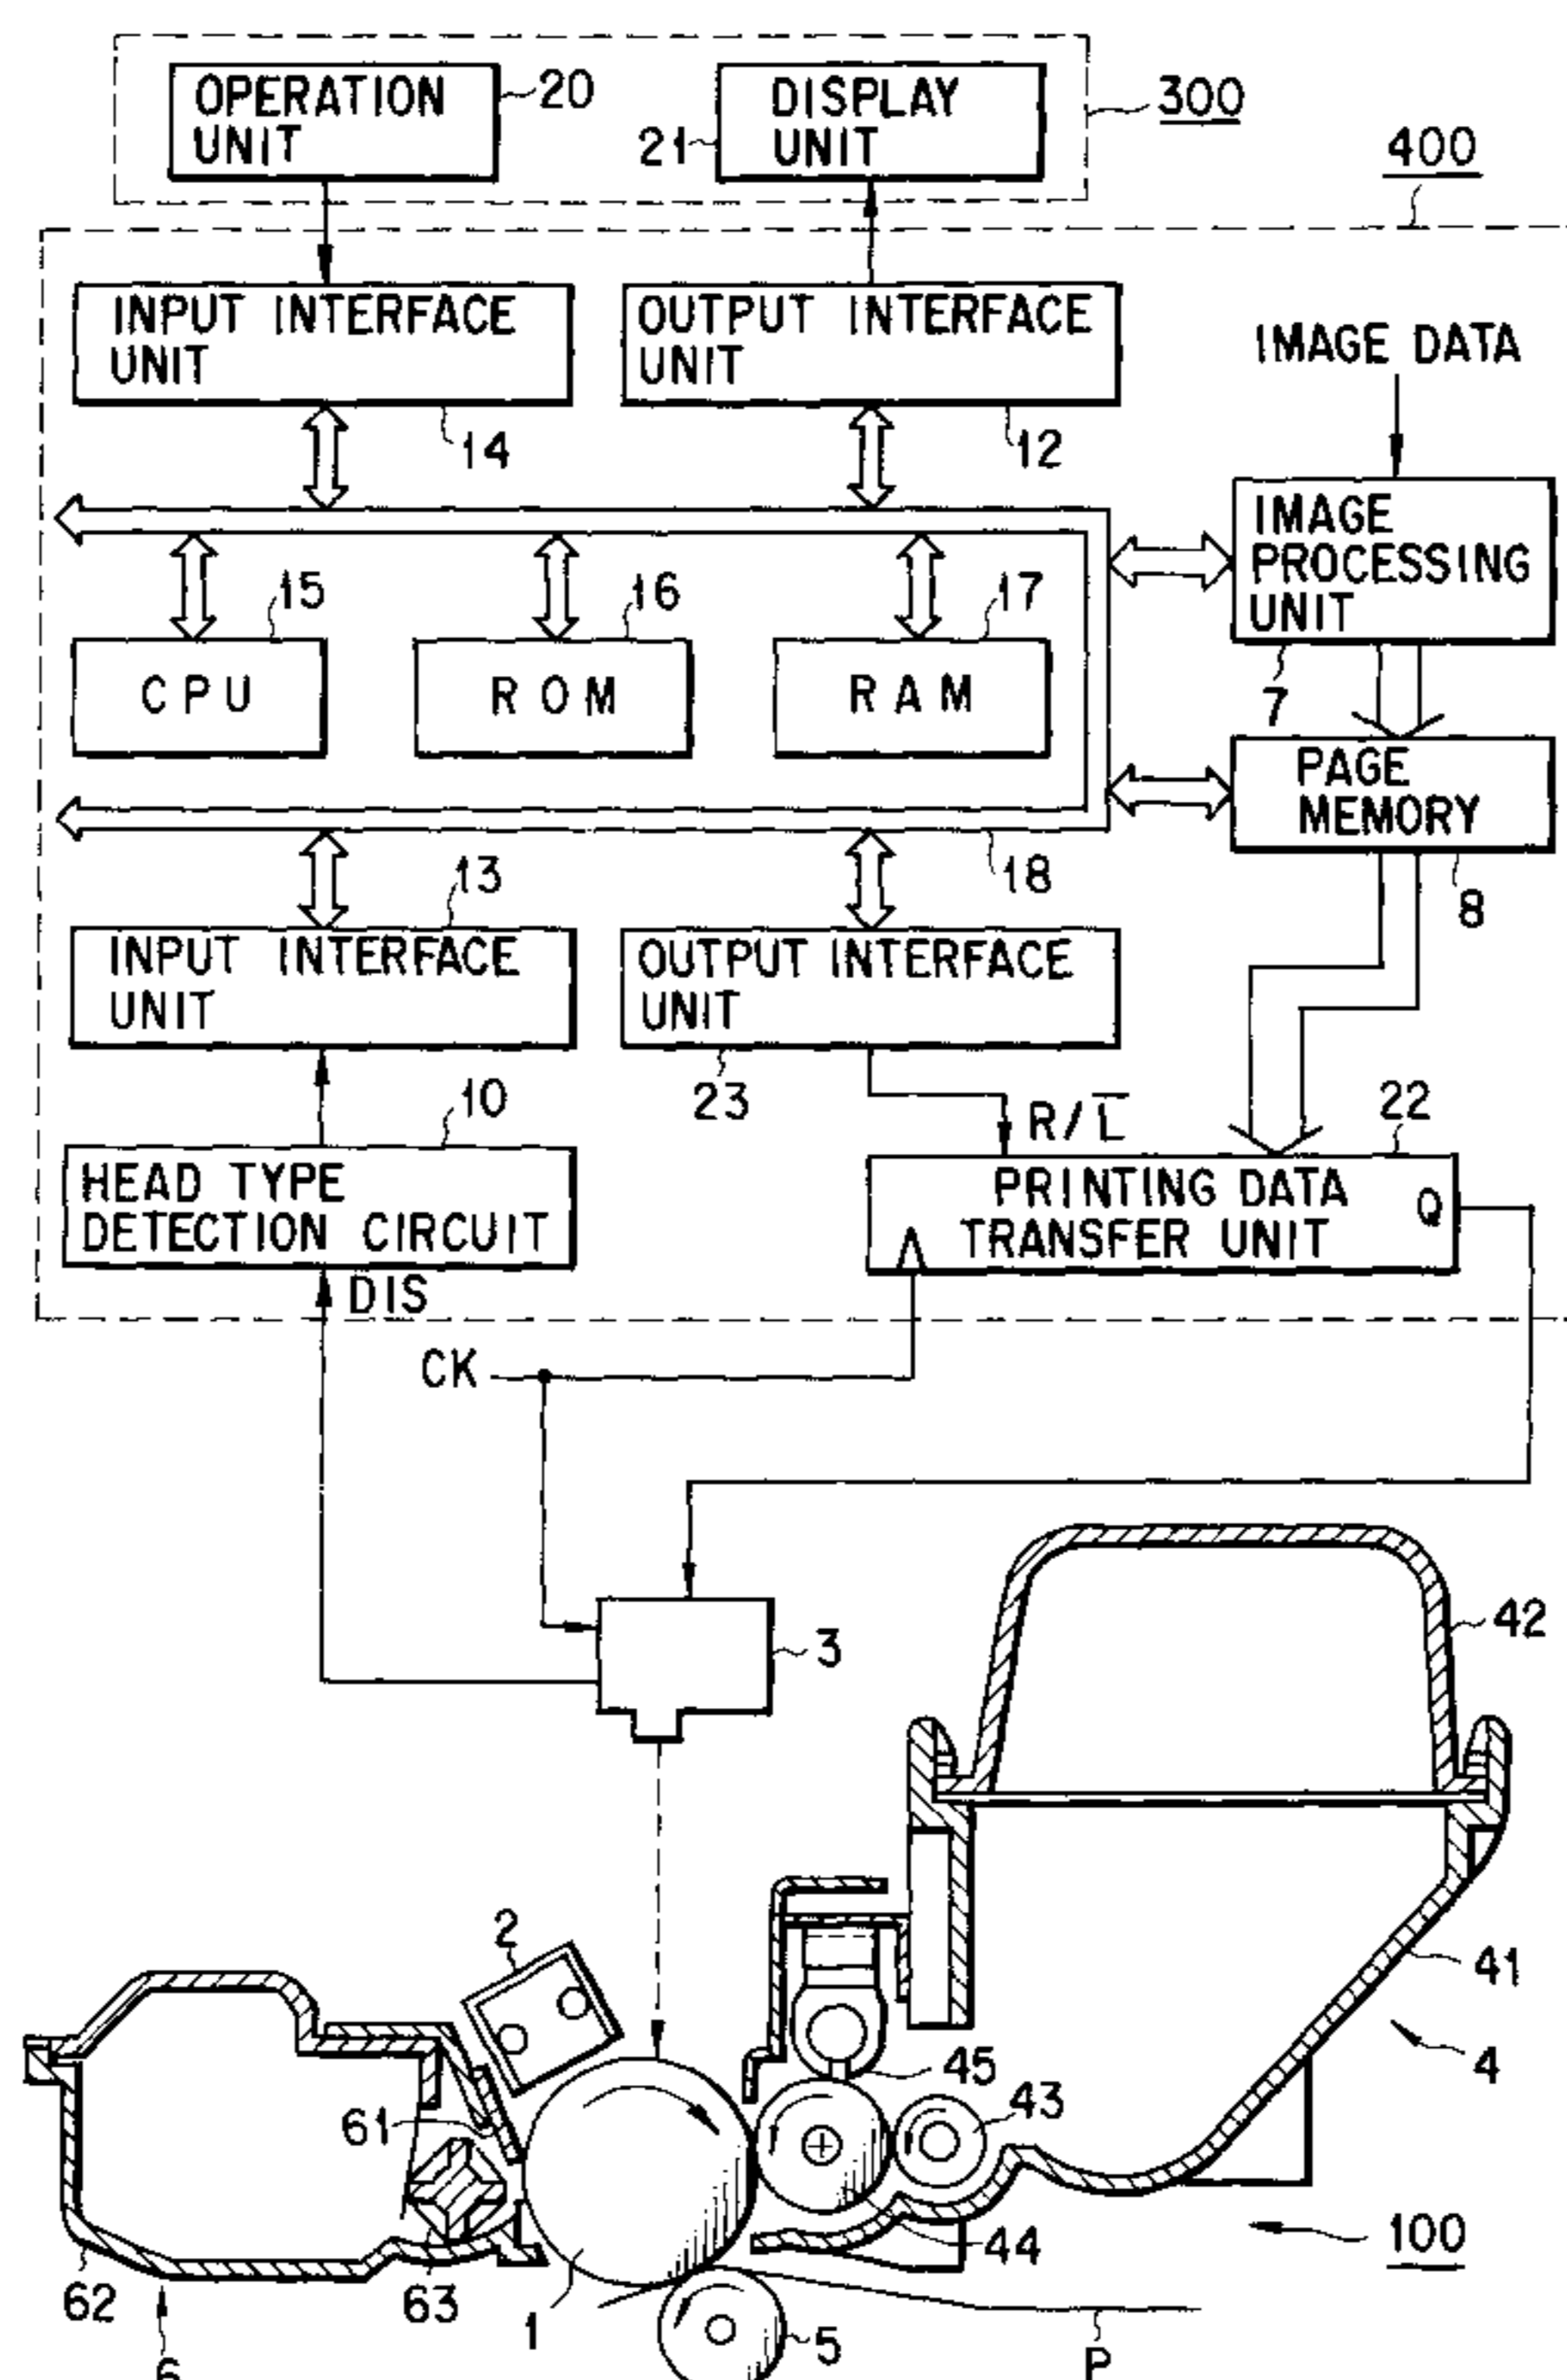 OPERATION
UNIT
20
21
DISPLAY
UNIT
300
400
INPUT INTERFACE
UNIT
OUTPUT INTERFACE
UNIT
IMAGE DATA
14
12
IMAGE
PROCESSING
UNIT
15
16
17
7
CPU
ROM
RAM
PAGE
MEMORY
13
18
8
INPUT INTERFACE
UNIT
OUTPUT INTERFACE
UNIT
10
23
R/L̅
22
HEAD TYPE
DETECTION CIRCUIT
PRINTING DATA
TRANSFER UNIT
Q
DIS
CK
3
42
2
41
45
4
61
43
100
44
62
63
1
5
P
6